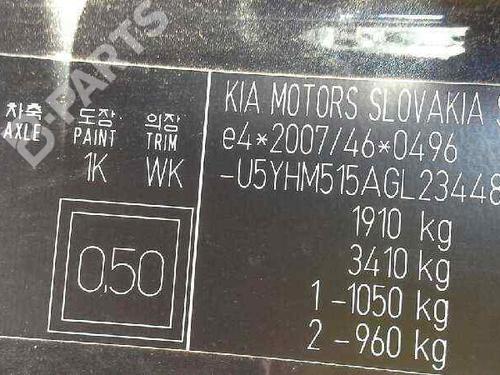 B-PARTS
차축 도장 의장
AXLE PAINT TRIM
1K WK
0.50
KIA MOTORS SLOVAKIA
e4*2007/46*0496
-U5YHM515AGL23448
1910 kg
3410 kg
1 -1050 kg
2 -960 kg